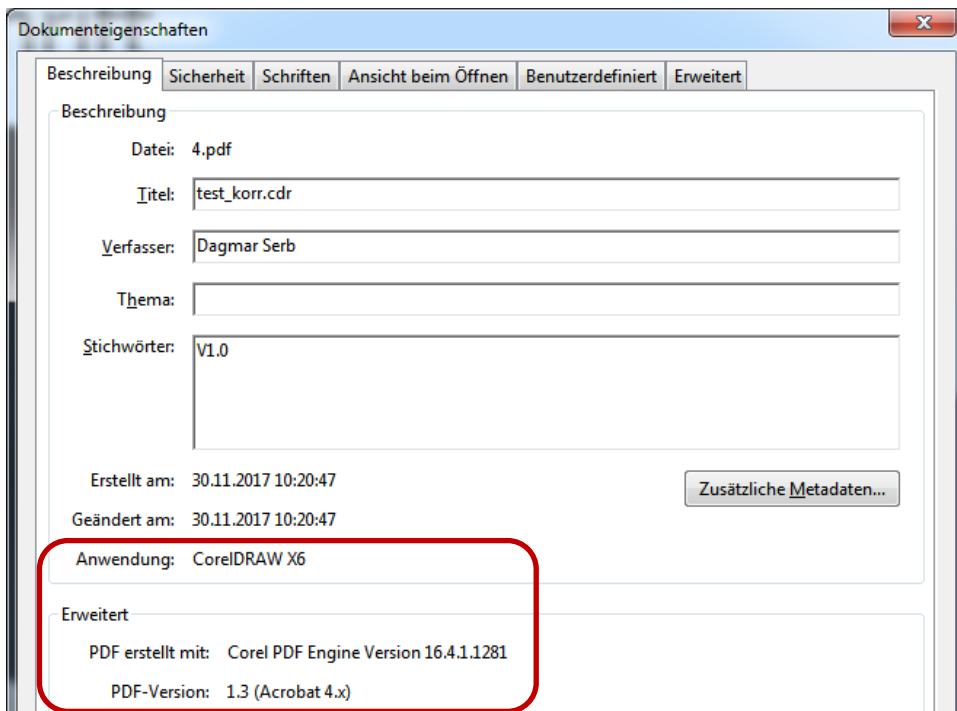 Dokumenteigenschaften
Beschreibung Sicherheit Schriften Ansicht beim Öffnen Benutzerdefiniert Erweitert
Beschreibung
Datei: 4.pdf
Titel: test_korr.cdr
Verfasser: Dagmar Serb
Thema:
Stichwörter: V1.0
Erstellt am: 30.11.2017 10:20:47
Zusätzliche Metadaten...
Geändert am: 30.11.2017 10:20:47
Anwendung: CorelDRAW X6
Erweitert
PDF erstellt mit: Corel PDF Engine Version 16.4.1.1281
PDF-Version: 1.3 (Acrobat 4.x)